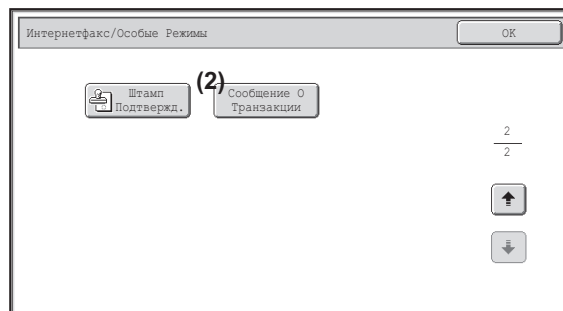 Интернетфакс/Особые Режимы
OK
Штамп
Подтвержд.
(2)
Сообщение О
Транзакции
2
2